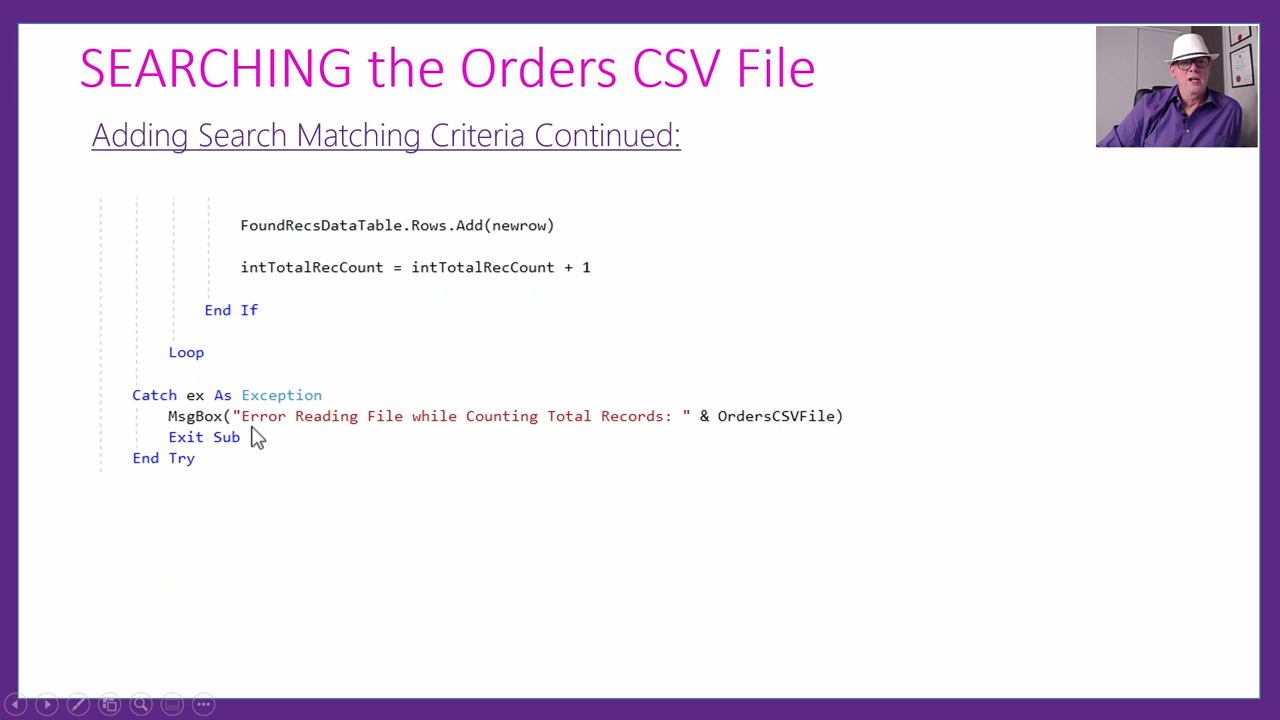 SEARCHING the Orders CSV File
Adding Search Matching Criteria Continued:
FoundRecsDataTable.Rows.Add(newrow)
intTotalRecCount = intTotalRecCount + 1
End If
Loop
Catch ex As Exception
MsgBox("Error Reading File while Counting Total Records: " & OrdersCSVFile)
Exit Sub
End Try